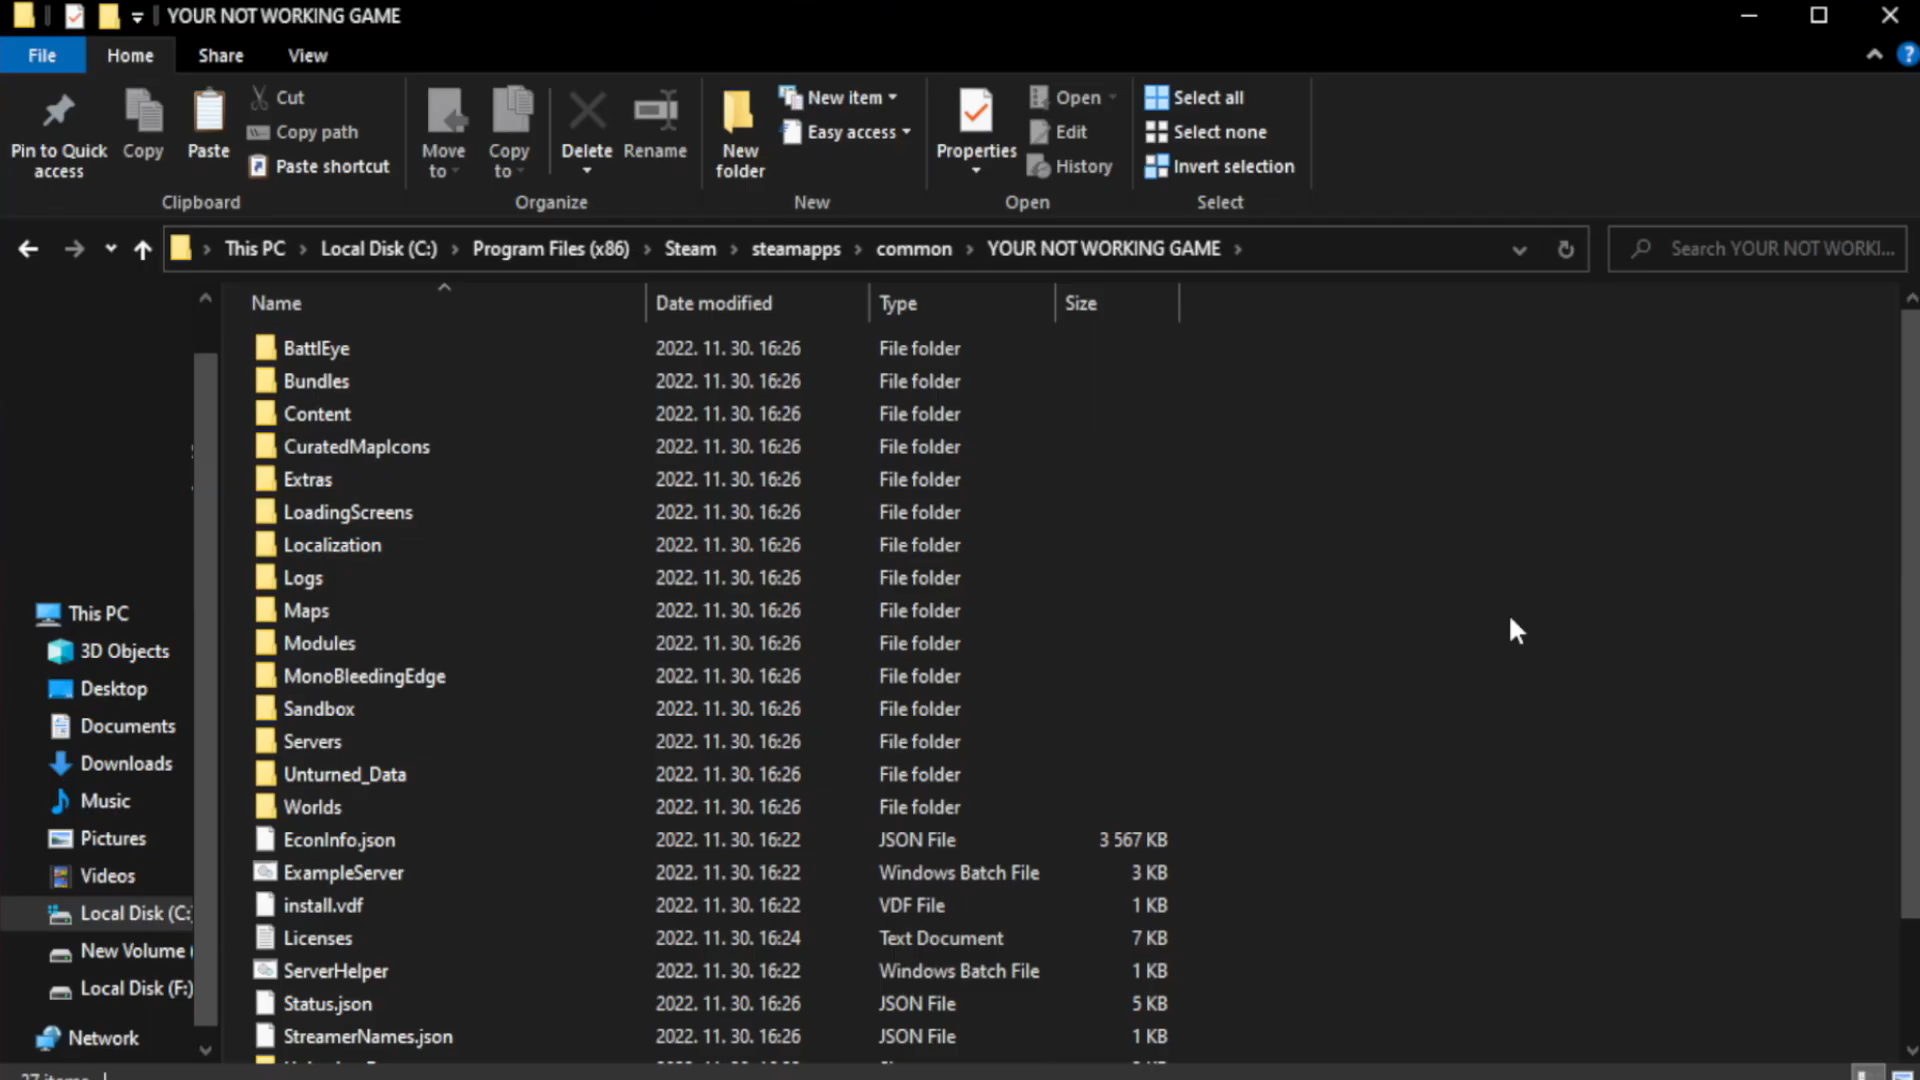 YOUR NOT WORKING GAME
File Home Share View
Pin to Quick access
Copy
Paste
Cut
Copy path
Paste shortcut
Clipboard
Move to
Copy to
Delete
Rename
Organize
New folder
New item
Easy access
New
Properties
Open
Edit
History
Open
Select all
Select none
Invert selection
Select
This PC Local Disk (C:) Program Files (x86) Steam steamapps common YOUR NOT WORKING GAME
Search YOUR NOT WORKI...
Name Date modified Type Size
BattlEye 2022. 11. 30. 16:26 File folder
Bundles 2022. 11. 30. 16:26 File folder
Content 2022. 11. 30. 16:26 File folder
CuratedMapIcons 2022. 11. 30. 16:26 File folder
Extras 2022. 11. 30. 16:26 File folder
LoadingScreens 2022. 11. 30. 16:26 File folder
Localization 2022. 11. 30. 16:26 File folder
Logs 2022. 11. 30. 16:26 File folder
Maps 2022. 11. 30. 16:26 File folder
Modules 2022. 11. 30. 16:26 File folder
MonoBleedingEdge 2022. 11. 30. 16:26 File folder
Sandbox 2022. 11. 30. 16:26 File folder
Servers 2022. 11. 30. 16:26 File folder
Unturned_Data 2022. 11. 30. 16:26 File folder
Worlds 2022. 11. 30. 16:26 File folder
EconInfo.json 2022. 11. 30. 16:22 JSON File 3 567 KB
ExampleServer 2022. 11. 30. 16:22 Windows Batch File 3 KB
install.vdf 2022. 11. 30. 16:22 VDF File 1 KB
Licenses 2022. 11. 30. 16:24 Text Document 7 KB
ServerHelper 2022. 11. 30. 16:22 Windows Batch File 1 KB
Status.json 2022. 11. 30. 16:26 JSON File 5 KB
StreamerNames.json 2022. 11. 30. 16:26 JSON File 1 KB
This PC
3D Objects
Desktop
Documents
Downloads
Music
Pictures
Videos
Local Disk (C:
New Volume (
Local Disk (F:)
Network